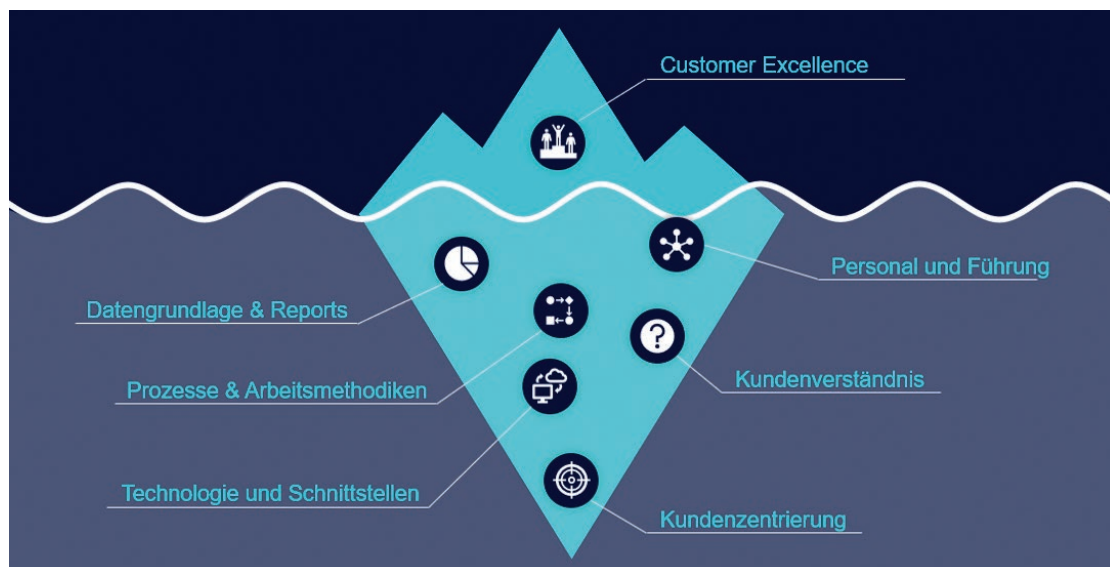 Customer Excellence
Personal und Führung
Datengrundlage & Reports
Kundenverständnis
Prozesse & Arbeitsmethodiken
Technologie und Schnittstellen
Kundenzentrierung